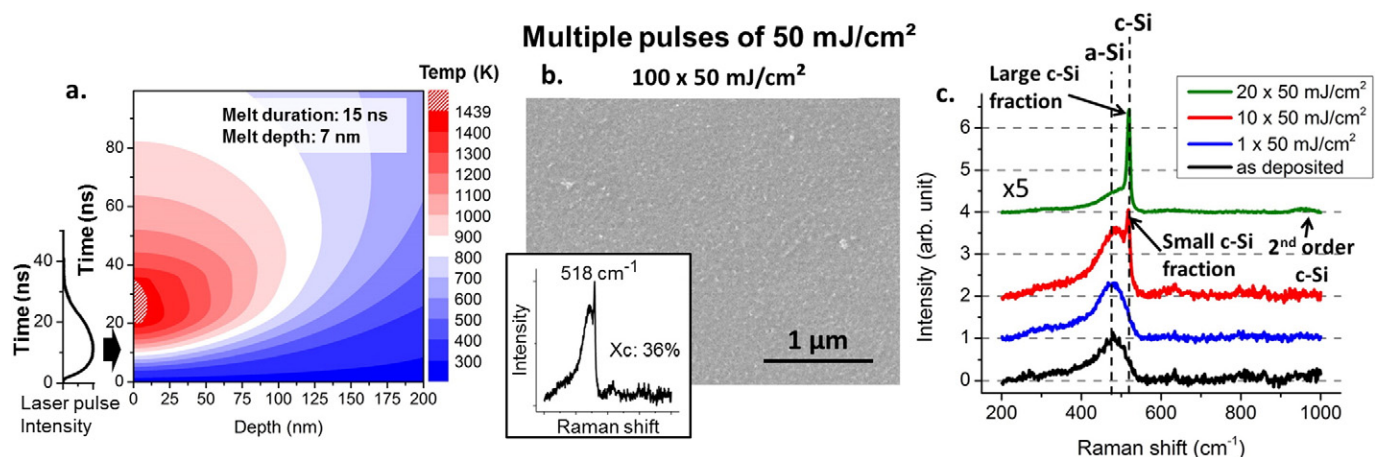 Multiple pulses of 50 mJ/cm²
a.
Temp (K)
Melt duration: 15 ns
Melt depth: 7 nm
1439
1400
1300
1200
1100
1000
900
800
700
600
500
400
300
Time (ns)
100
80
60
40
20
0
0 25 50 75 100 125 150 175 200
Depth (nm)
Time (ns)
40
20
0
Laser pulse
Intensity
b.
100 x 50 mJ/cm²
1 µm
518 cm⁻¹
Xc: 36%
Intensity
Raman shift
c.
a-Si
c-Si
Large c-Si
fraction
20 x 50 mJ/cm²
10 x 50 mJ/cm²
1 x 50 mJ/cm²
as deposited
x5
Small c-Si
fraction
2nd order
c-Si
Intensity (arb. unit)
6
5
4
3
2
1
0
200 400 600 800 1000
Raman shift (cm⁻¹)